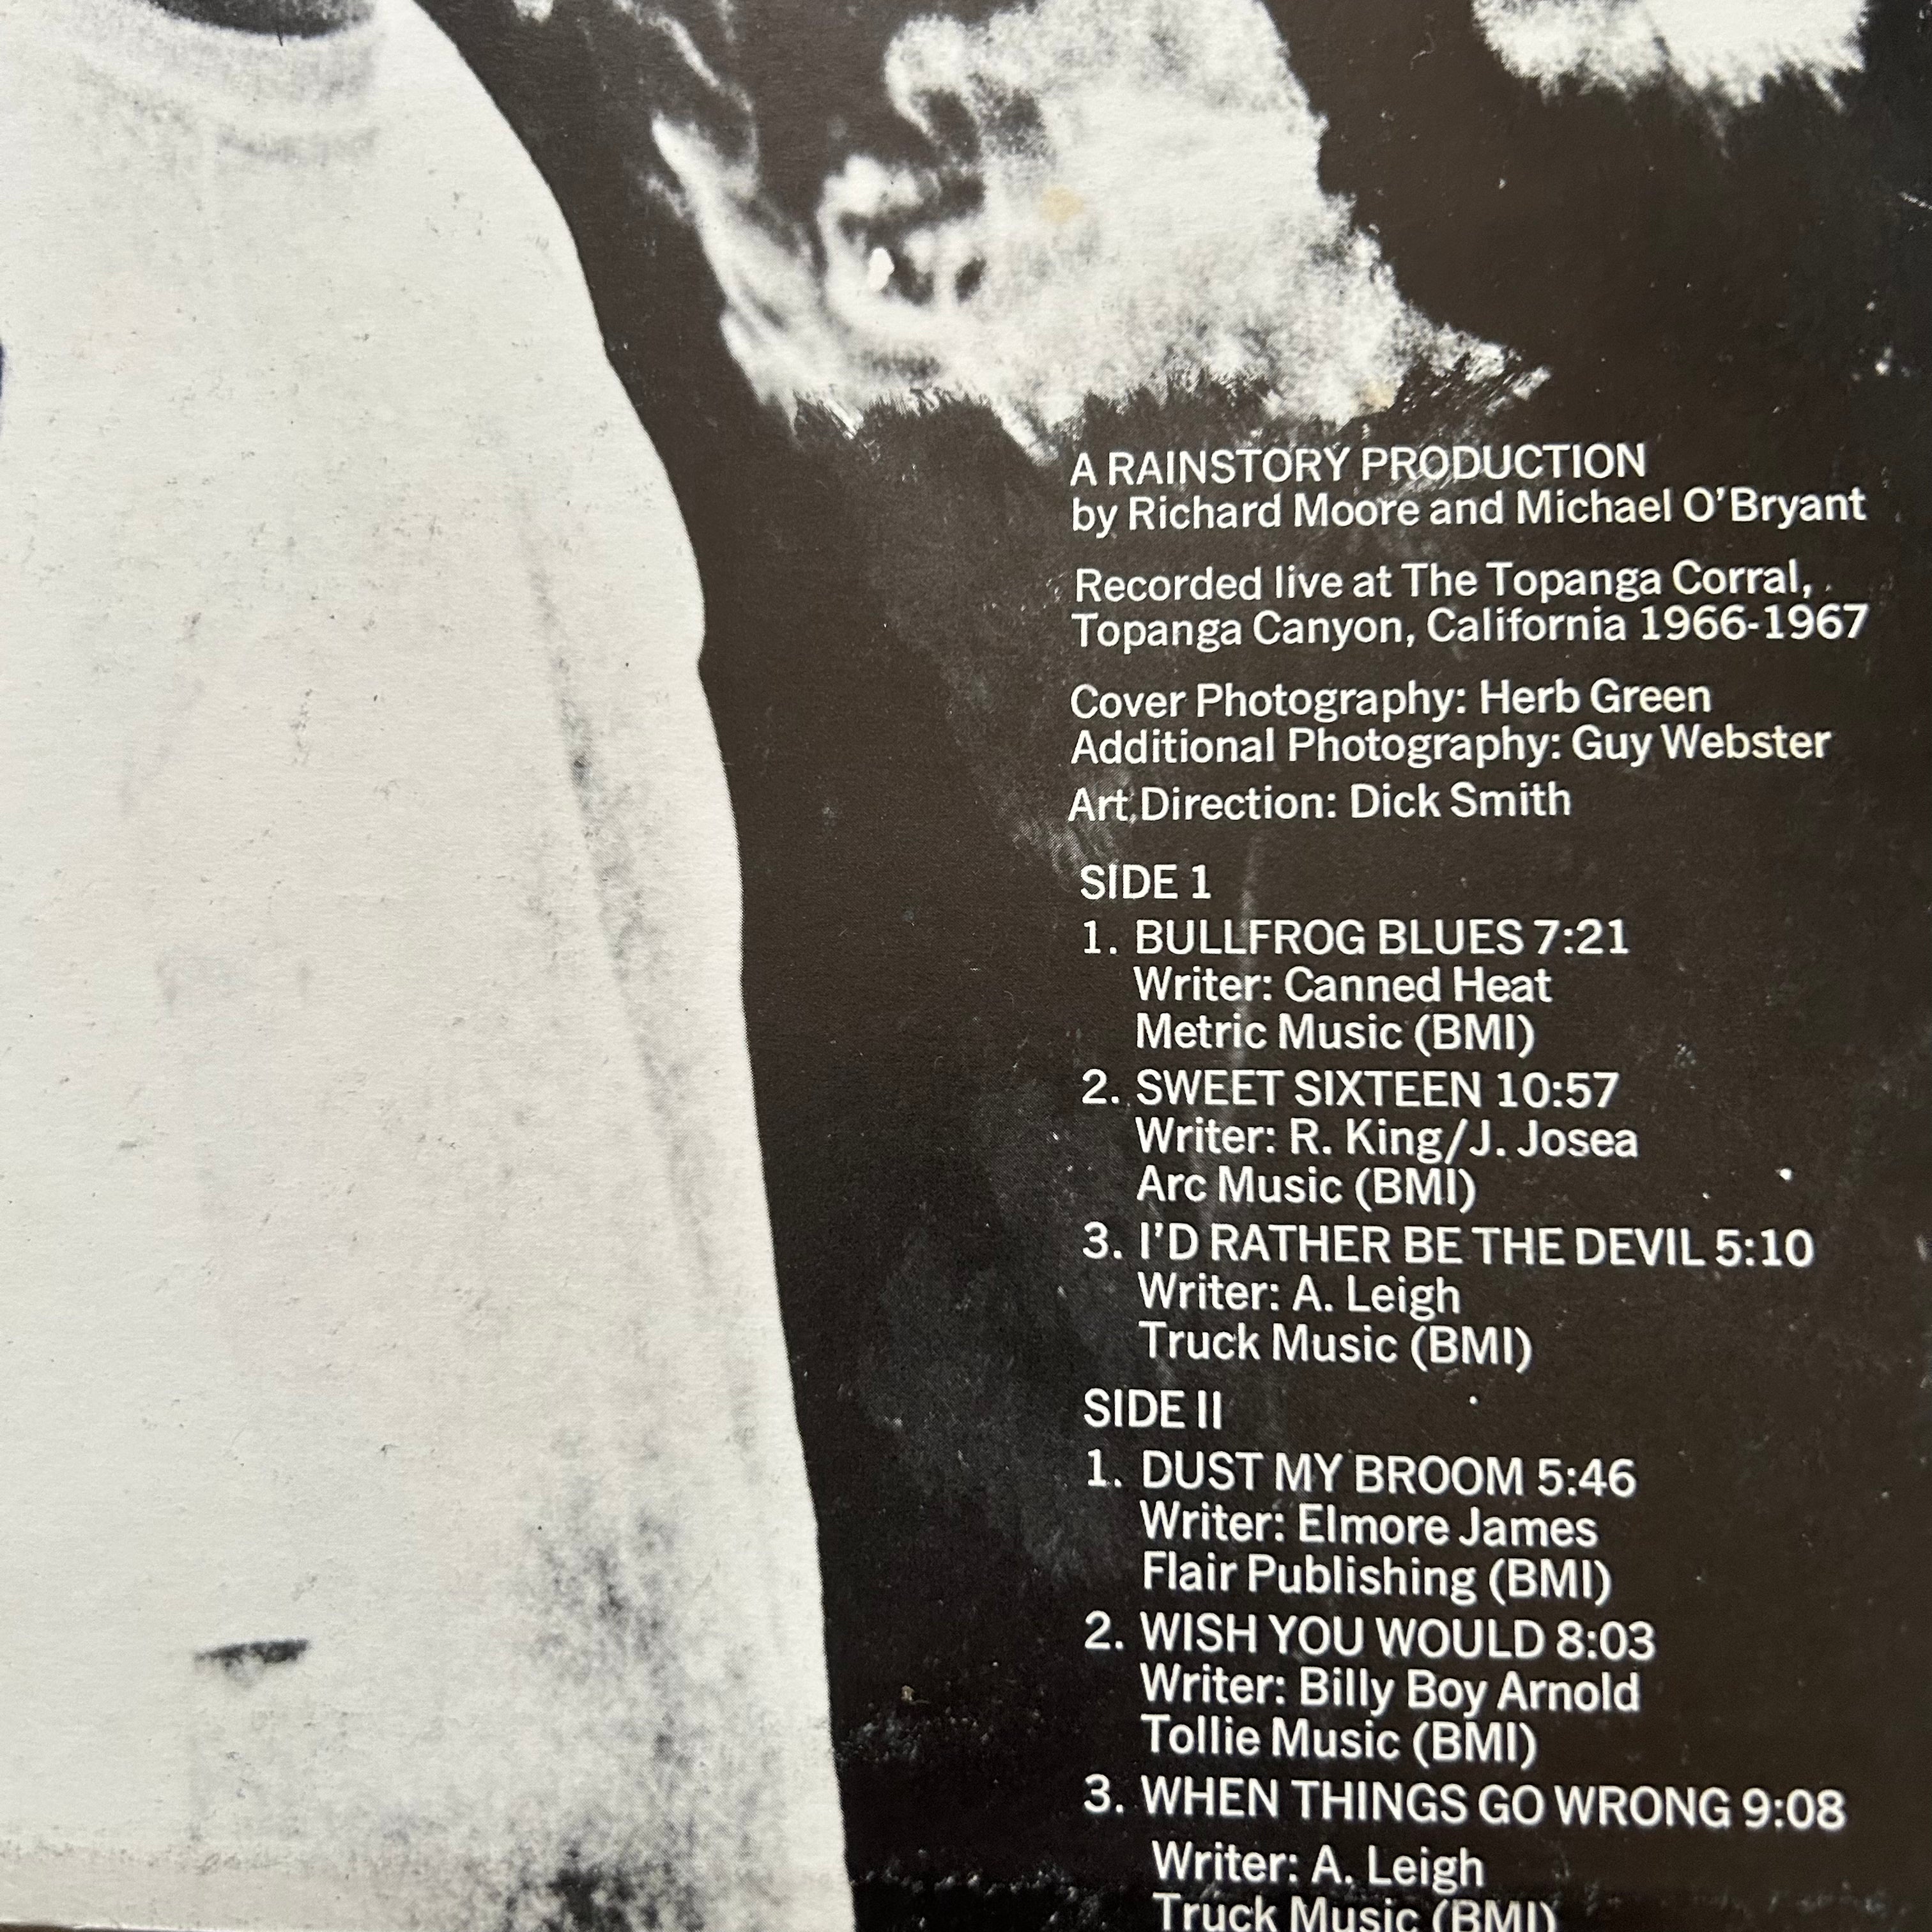 A RAINSTORY PRODUCTION
by Richard Moore and Michael O'Bryant
Recorded live at The Topanga Corral,
Topanga Canyon, California 1966-1967
Cover Photography: Herb Green
Additional Photography: Guy Webster
Art Direction: Dick Smith
SIDE 1
1. BULLFROG BLUES 7:21
Writer: Canned Heat
Metric Music (BMI)
2. SWEET SIXTEEN 10:57
Writer: R. King/J. Josea
Arc Music (BMI)
3. I'D RATHER BE THE DEVIL 5:10
Writer: A. Leigh
Truck Music (BMI)
SIDE II
1. DUST MY BROOM 5:46
Writer: Elmore James
Flair Publishing (BMI)
2. WISH YOU WOULD 8:03
Writer: Billy Boy Arnold
Tollie Music (BMI)
3. WHEN THINGS GO WRONG 9:08
Writer: A. Leigh
Truck Music (BMI)